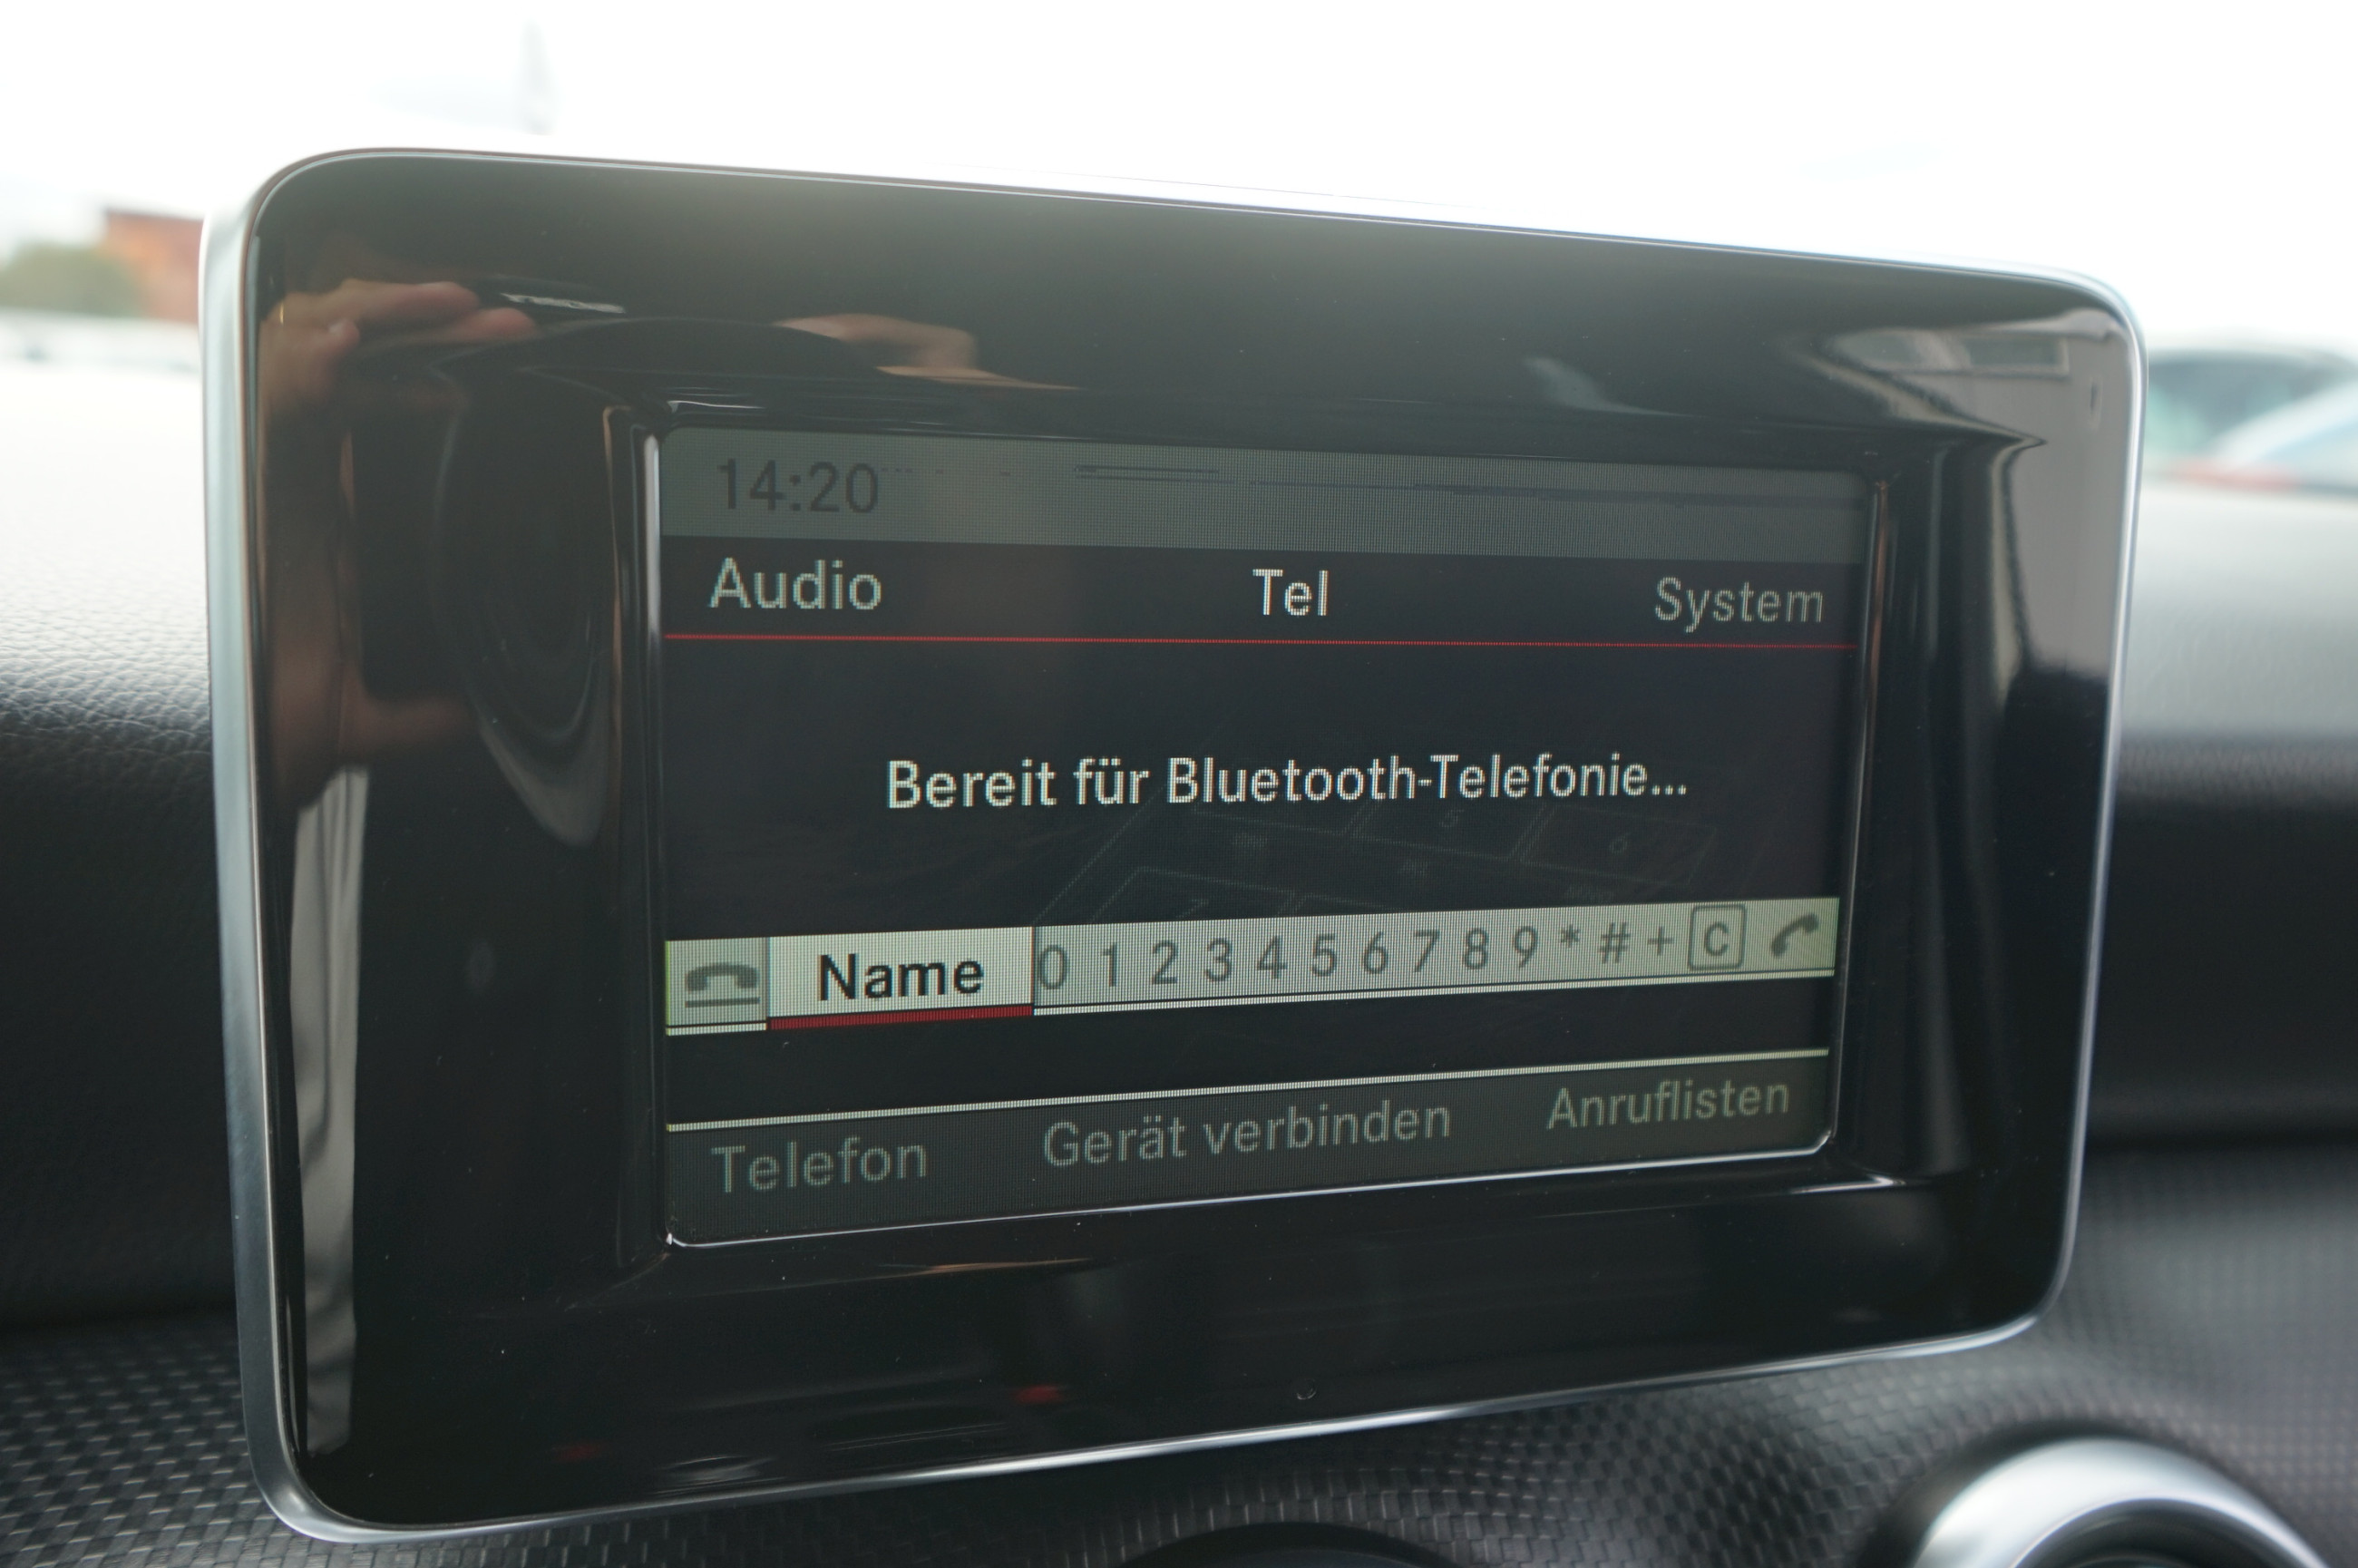 14:20
Audio Tel System
Bereit für Bluetooth-Telefonie...
Name 0 1 2 3 4 5 6 7 8 9 * # + C
Telefon Gerät verbinden Anruflisten